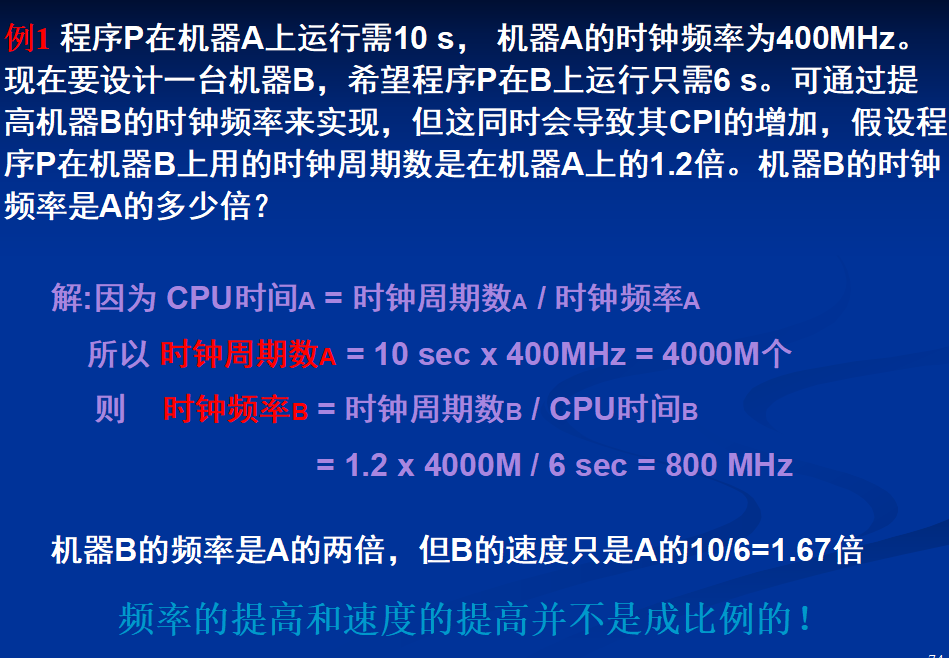 例1 程序P在机器A上运行需10 s， 机器A的时钟频率为400MHz。
现在要设计一台机器B，希望程序P在B上运行只需6 s。可通过提
高机器B的时钟频率来实现，但这同时会导致其CPI的增加，假设程
序P在机器B上用的时钟周期数是在机器A上的1.2倍。机器B的时钟
频率是A的多少倍？
解:因为 CPU时间A = 时钟周期数A / 时钟频率A
所以 时钟周期数A = 10 sec x 400MHz = 4000M个
则 时钟频率B = 时钟周期数B / CPU时间B
= 1.2 x 4000M / 6 sec = 800 MHz
机器B的频率是A的两倍，但B的速度只是A的10/6=1.67倍
频率的提高和速度的提高并不是成比例的！